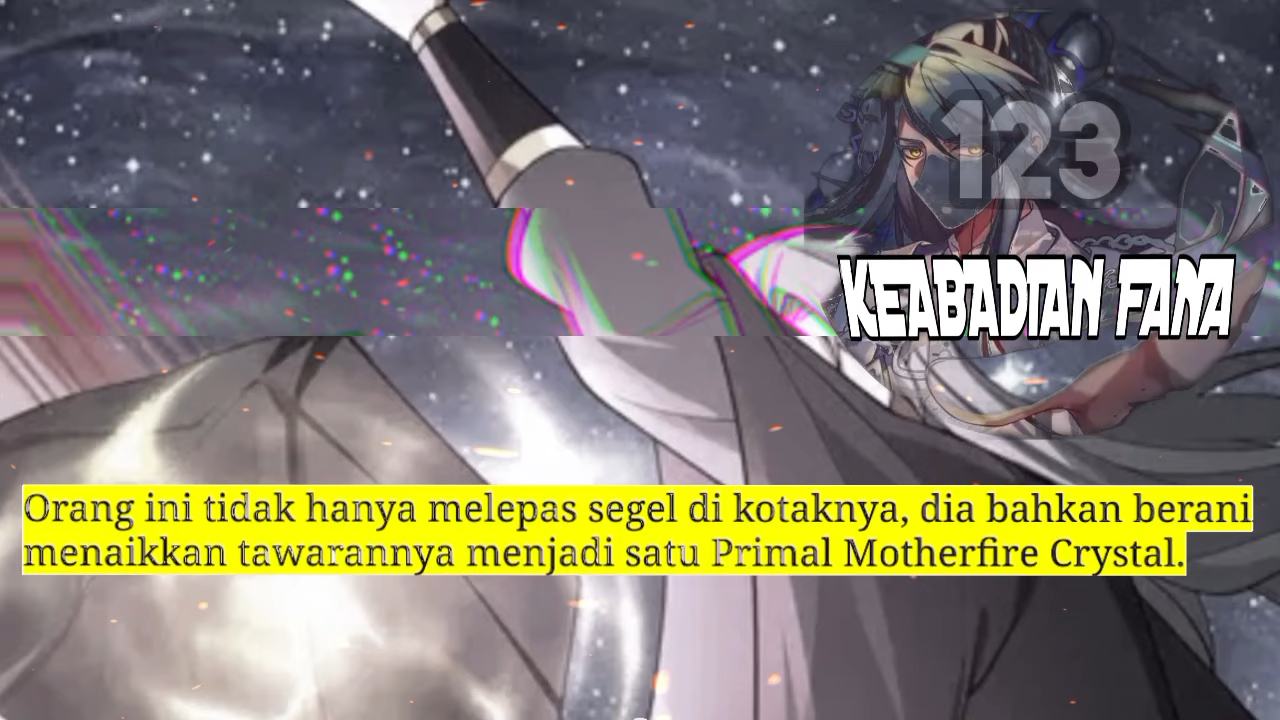 123
KEABADIAN FANA
Orang ini tidak hanya melepas segel di kotaknya, dia bahkan berani
menaikkan tawarannya menjadi satu Primal Motherfire Crystal.